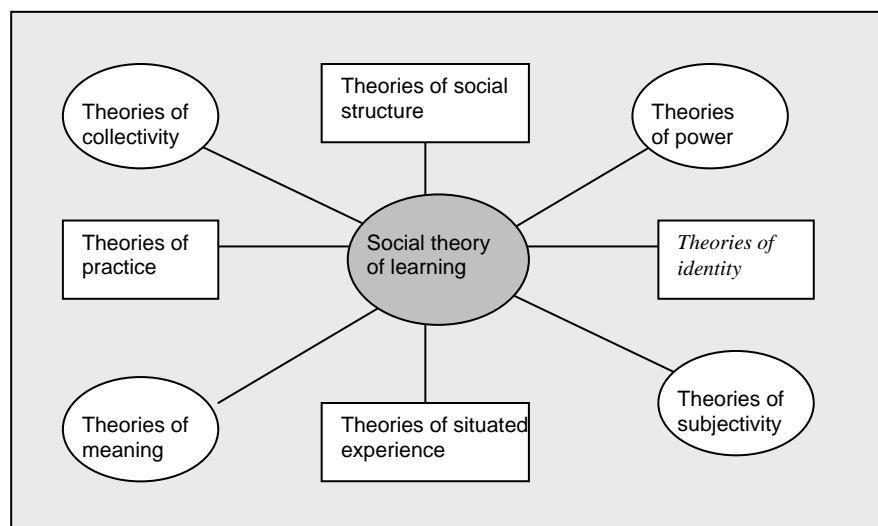 Theories of
collectivity
Theories of social
structure
Theories
of power
Theories of
practice
Social theory
of learning
Theories of
identity
Theories of
meaning
Theories of situated
experience
Theories of
subjectivity